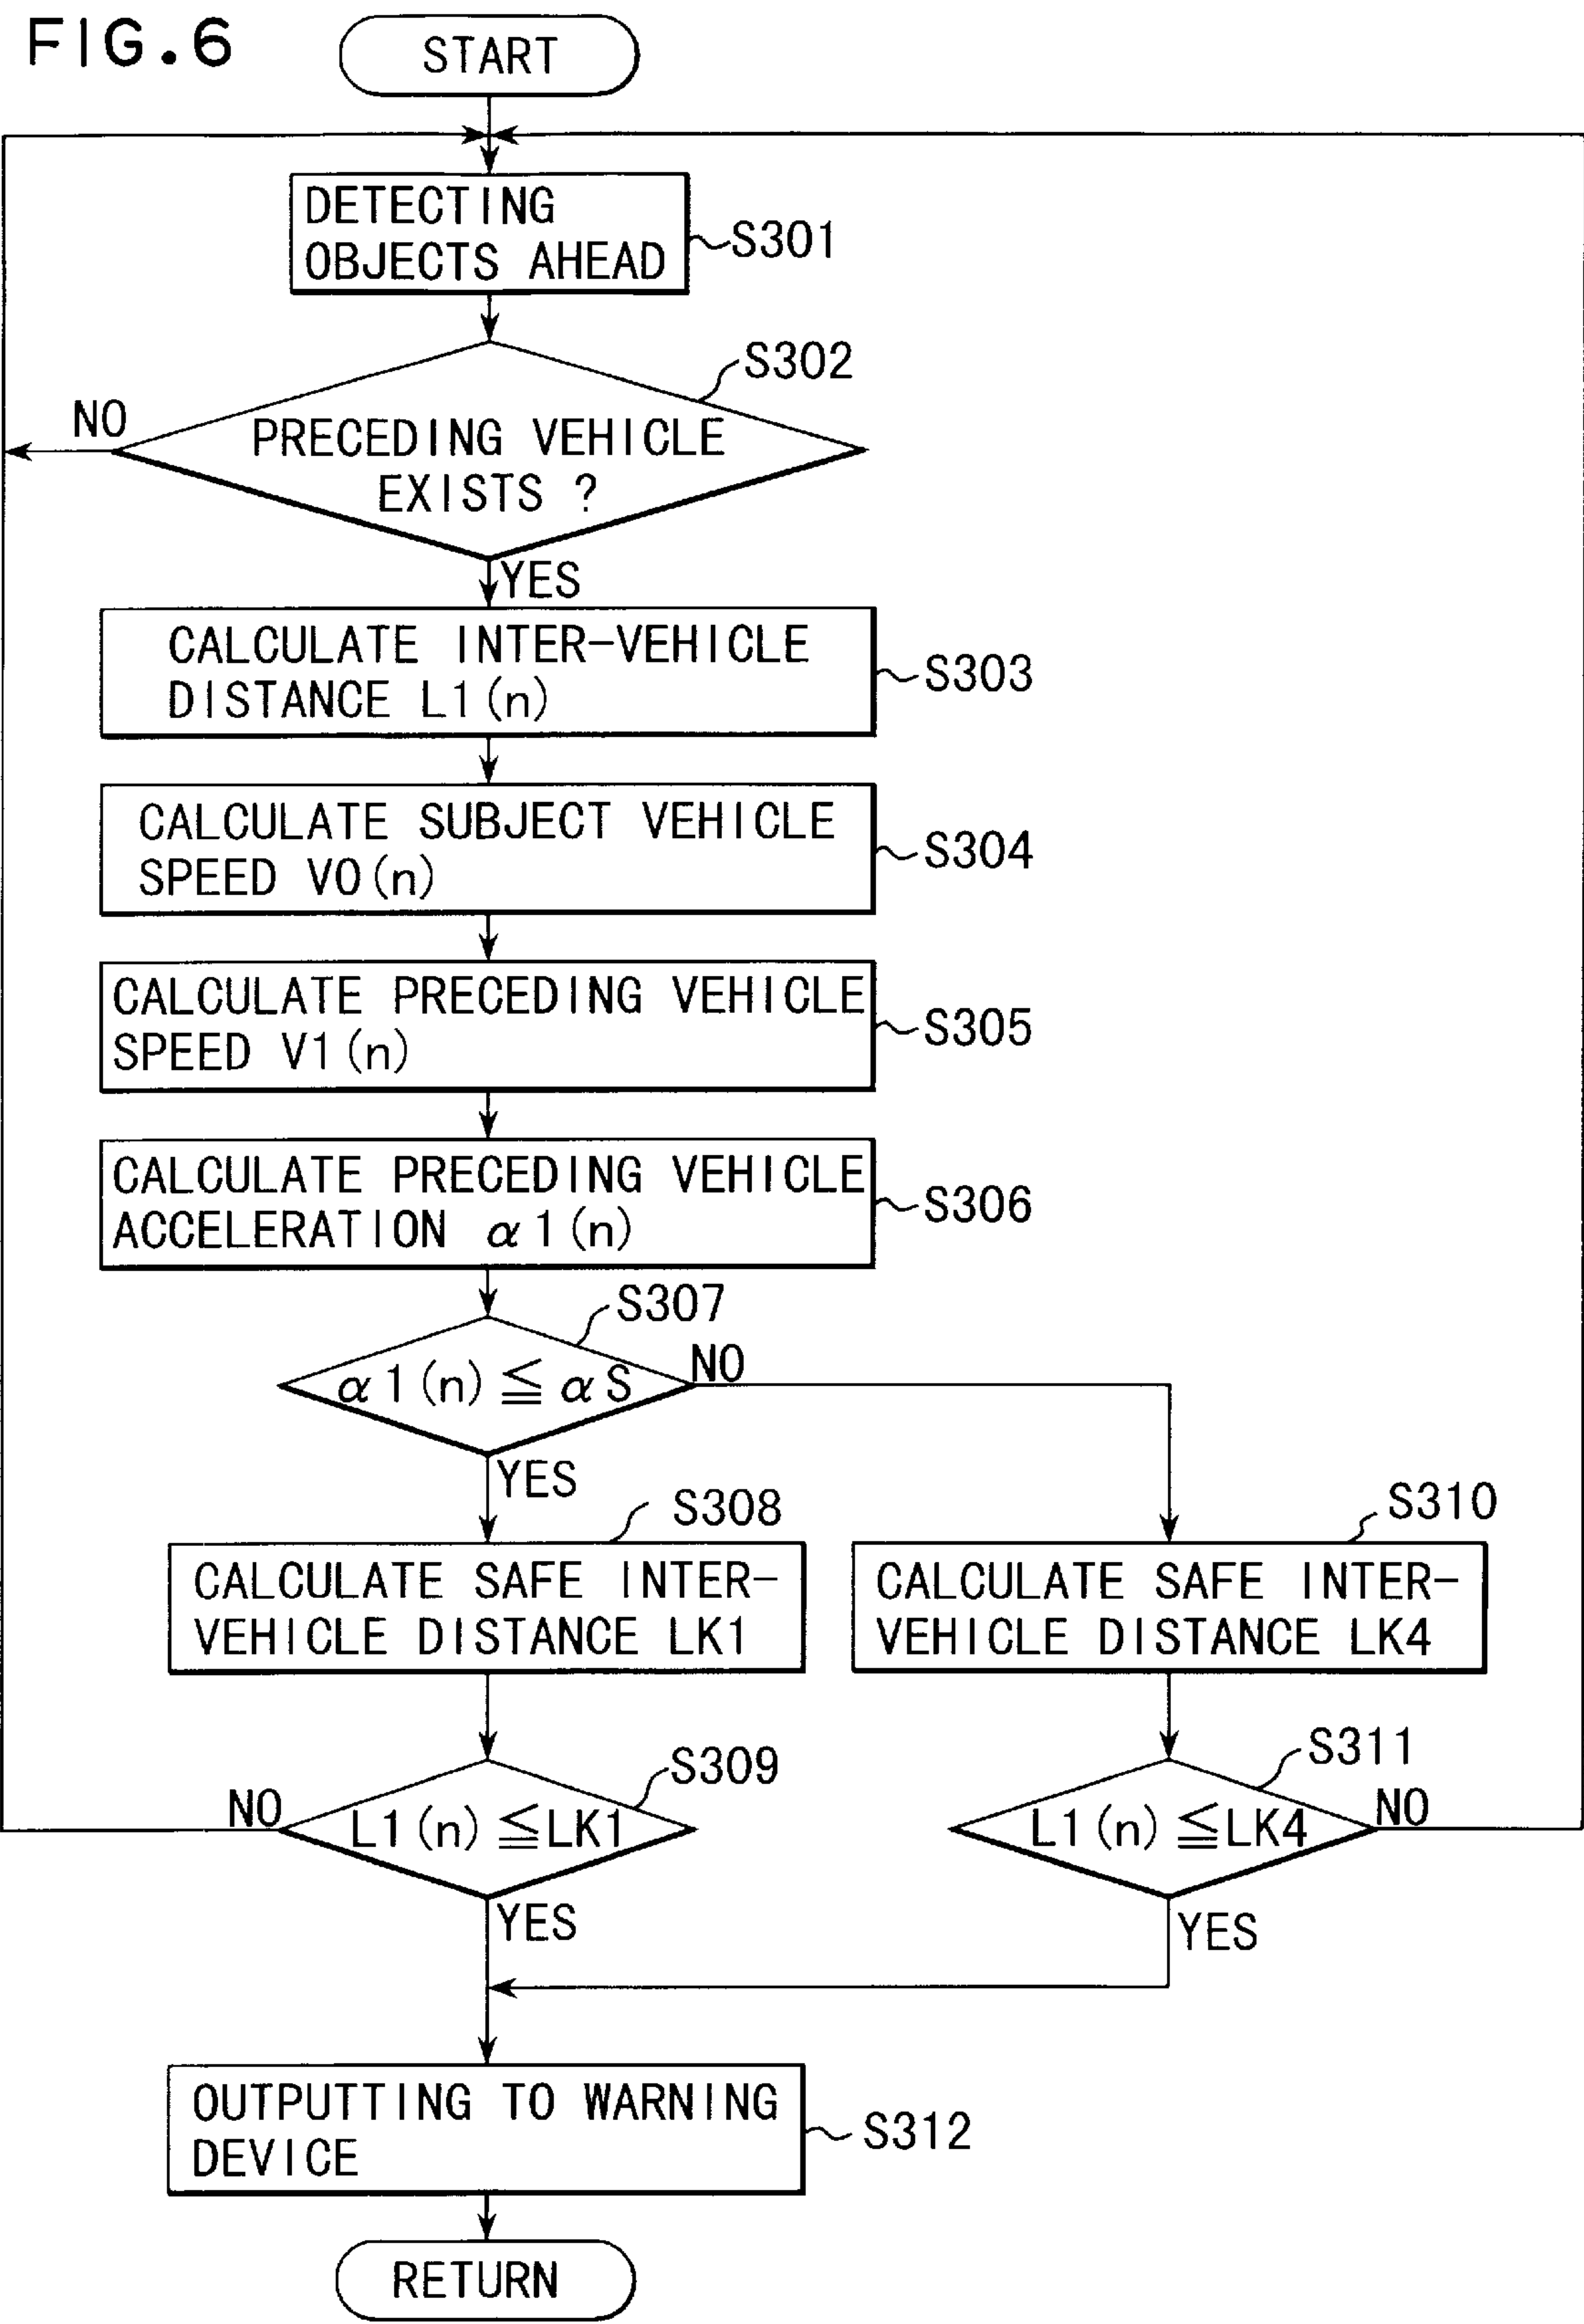 FIG.6
START
DETECTING
OBJECTS AHEAD
S301
S302
NO
PRECEDING VEHICLE
EXISTS ?
YES
CALCULATE INTER-VEHICLE
DISTANCE L1(n)
S303
CALCULATE SUBJECT VEHICLE
SPEED V0(n)
S304
CALCULATE PRECEDING VEHICLE
SPEED V1(n)
S305
CALCULATE PRECEDING VEHICLE
ACCELERATION α1(n)
S306
S307
α1(n) ≦ αS
NO
YES
S308
CALCULATE SAFE INTER-
VEHICLE DISTANCE LK1
S310
CALCULATE SAFE INTER-
VEHICLE DISTANCE LK4
S309
NO
L1(n) ≦LK1
YES
S311
L1(n) ≦LK4
NO
YES
OUTPUTTING TO WARNING
DEVICE
S312
RETURN